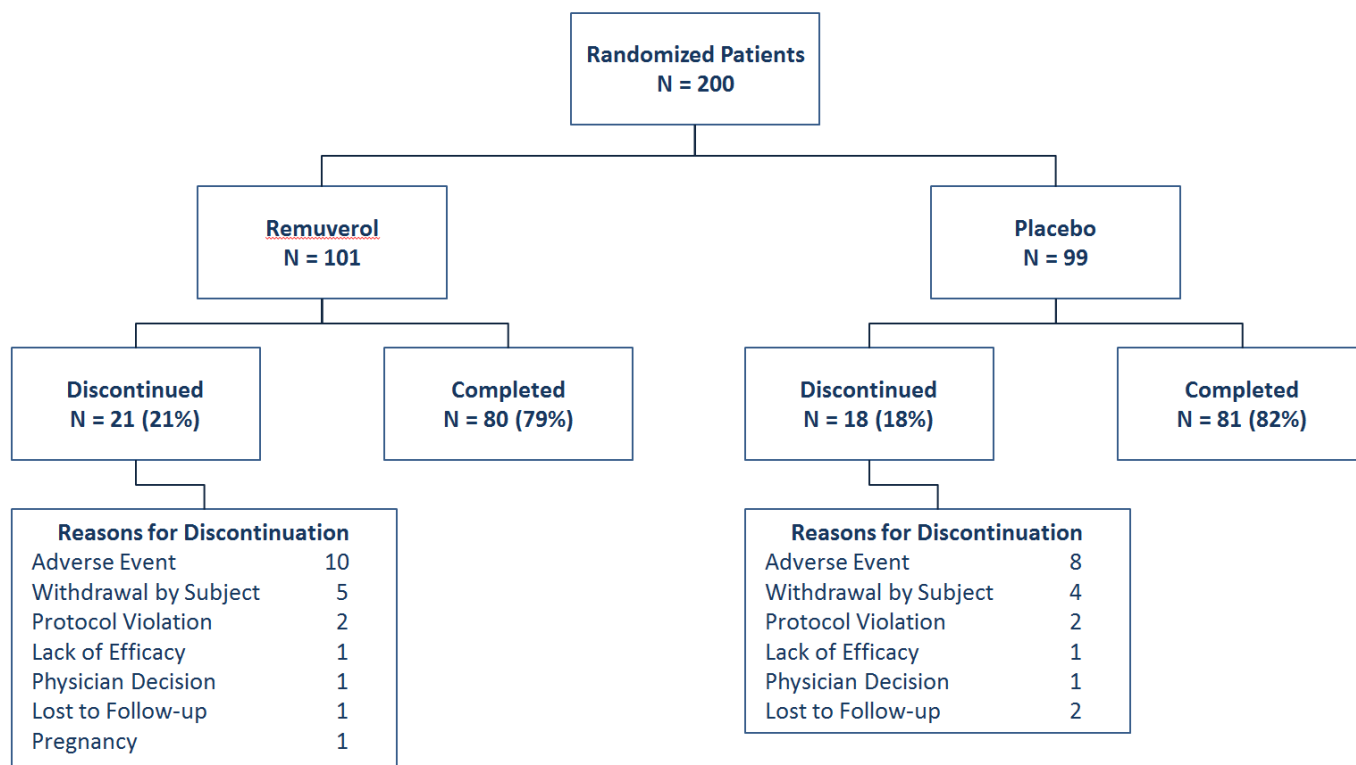 Randomized Patients
N = 200
Remuverol
N = 101
Placebo
N = 99
Discontinued
N = 21 (21%)
Completed
N = 80 (79%)
Discontinued
N = 18 (18%)
Completed
N = 81 (82%)
Reasons for Discontinuation
Adverse Event 10
Withdrawal by Subject 5
Protocol Violation 2
Lack of Efficacy 1
Physician Decision 1
Lost to Follow-up 1
Pregnancy 1
Reasons for Discontinuation
Adverse Event 8
Withdrawal by Subject 4
Protocol Violation 2
Lack of Efficacy 1
Physician Decision 1
Lost to Follow-up 2